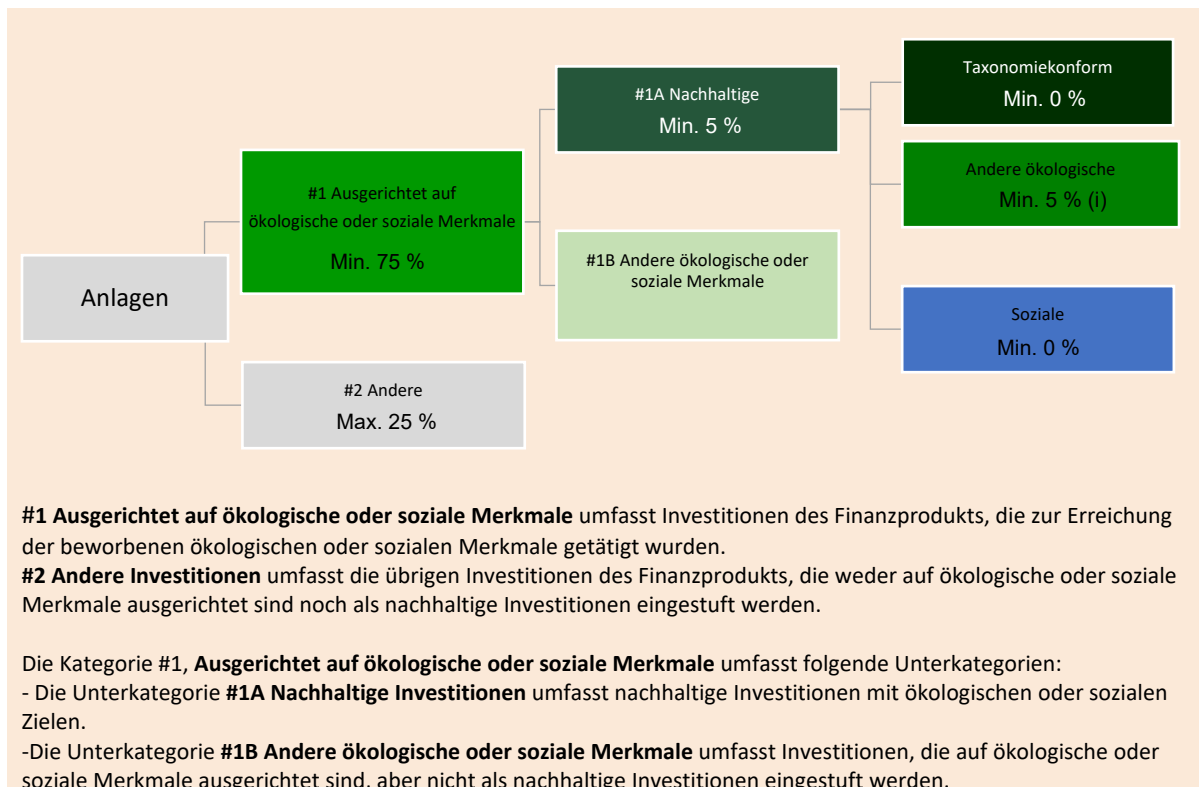 Anlagen
#1 Ausgerichtet auf
ökologische oder soziale Merkmale
Min. 75 %
#2 Andere
Max. 25 %
#1A Nachhaltige
Min. 5 %
#1B Andere ökologische oder
soziale Merkmale
Taxonomiekonform
Min. 0 %
Andere ökologische
Min. 5 % (i)
Soziale
Min. 0 %
#1 Ausgerichtet auf ökologische oder soziale Merkmale umfasst Investitionen des Finanzprodukts, die zur Erreichung
der beworbenen ökologischen oder sozialen Merkmale getätigt wurden.
#2 Andere Investitionen umfasst die übrigen Investitionen des Finanzprodukts, die weder auf ökologische oder soziale
Merkmale ausgerichtet sind noch als nachhaltige Investitionen eingestuft werden.
Die Kategorie #1, Ausgerichtet auf ökologische oder soziale Merkmale umfasst folgende Unterkategorien:
- Die Unterkategorie #1A Nachhaltige Investitionen umfasst nachhaltige Investitionen mit ökologischen oder sozialen
Zielen.
-Die Unterkategorie #1B Andere ökologische oder soziale Merkmale umfasst Investitionen, die auf ökologische oder
soziale Merkmale ausgerichtet sind, aber nicht als nachhaltige Investitionen eingestuft werden.